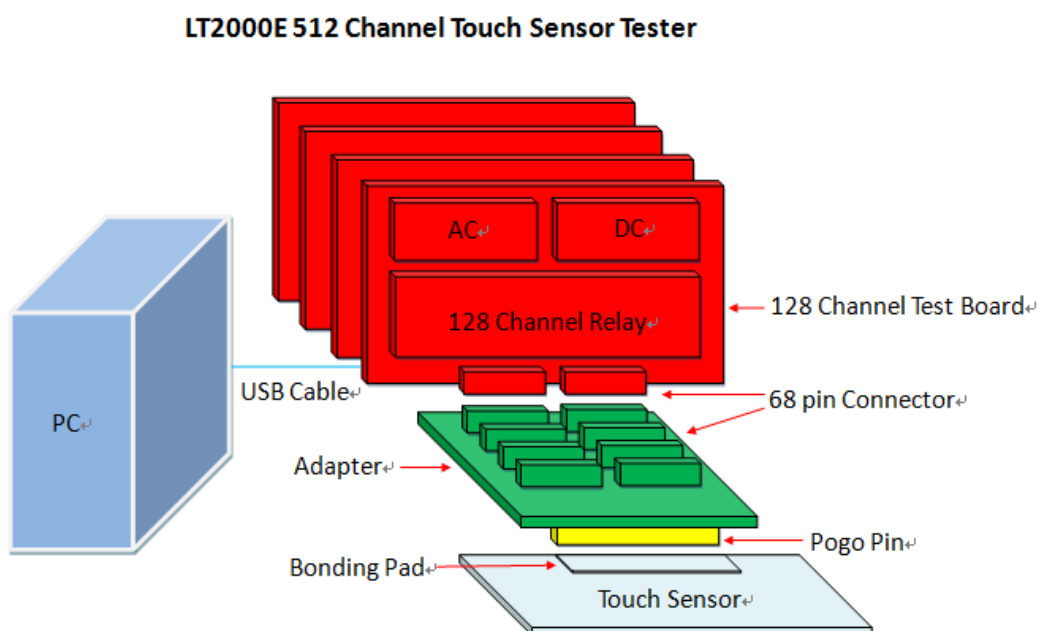 LT2000E 512 Channel Touch Sensor Tester
AC
DC
128 Channel Relay
128 Channel Test Board
USB Cable
68 pin Connector
PC
Adapter
Pogo Pin
Bonding Pad
Touch Sensor